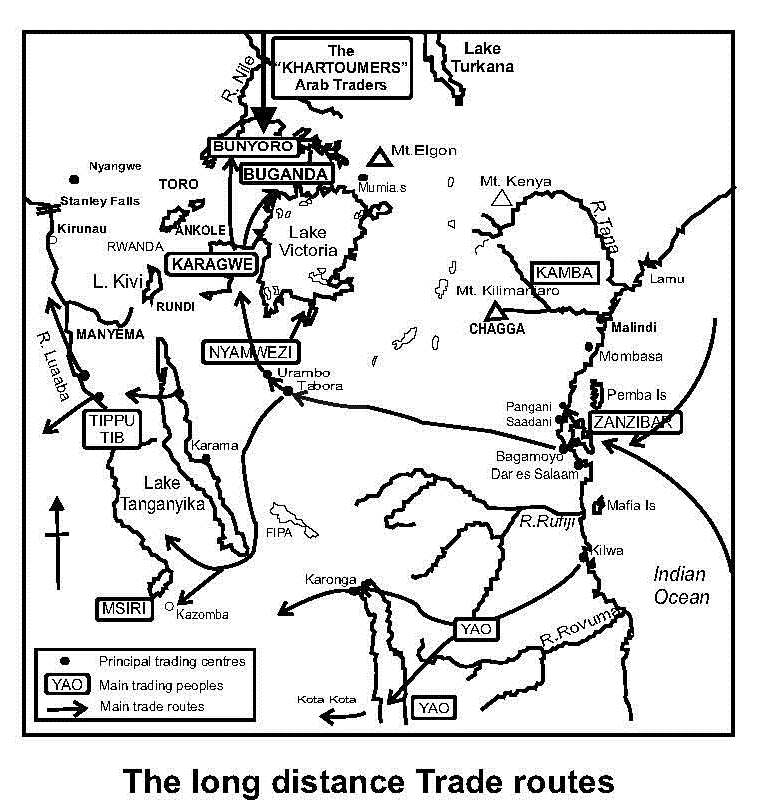 The
"KHARTOUMERS"
Arab Traders
Lake
Turkana
R. Nile
BUNYORO
Mt.Elgon
BUGANDA
Mumia.s
Nyangwe
TORO
Stanley Falls
Kirunau
ANKOLE
RWANDA
Lake
Victoria
Mt. Kenya
R.Tana
KARAGWE
KAMBA
Lamu
L. Kivi
RUNDI
Mt. Kilimantaro
CHAGGA
Malindi
MANYEMA
R. Luaaba
NYAMWEZI
Mombasa
Urambo
Tabora
Pemba Is
Pangani
Saadani
ZANZIBAR
TIPPU
TIB
Karama
Bagamoyo
Dar es Salaam
Lake
Tanganyika
R.Rufiji
Mafia Is
FIPA
Kilwa
Karonga
Indian
Ocean
MSIRI
Kazomba
YAO
R.Rovuma
Principal trading centres
YAO
Main trading peoples
Main trade routes
Kota Kota
YAO
The long distance Trade routes